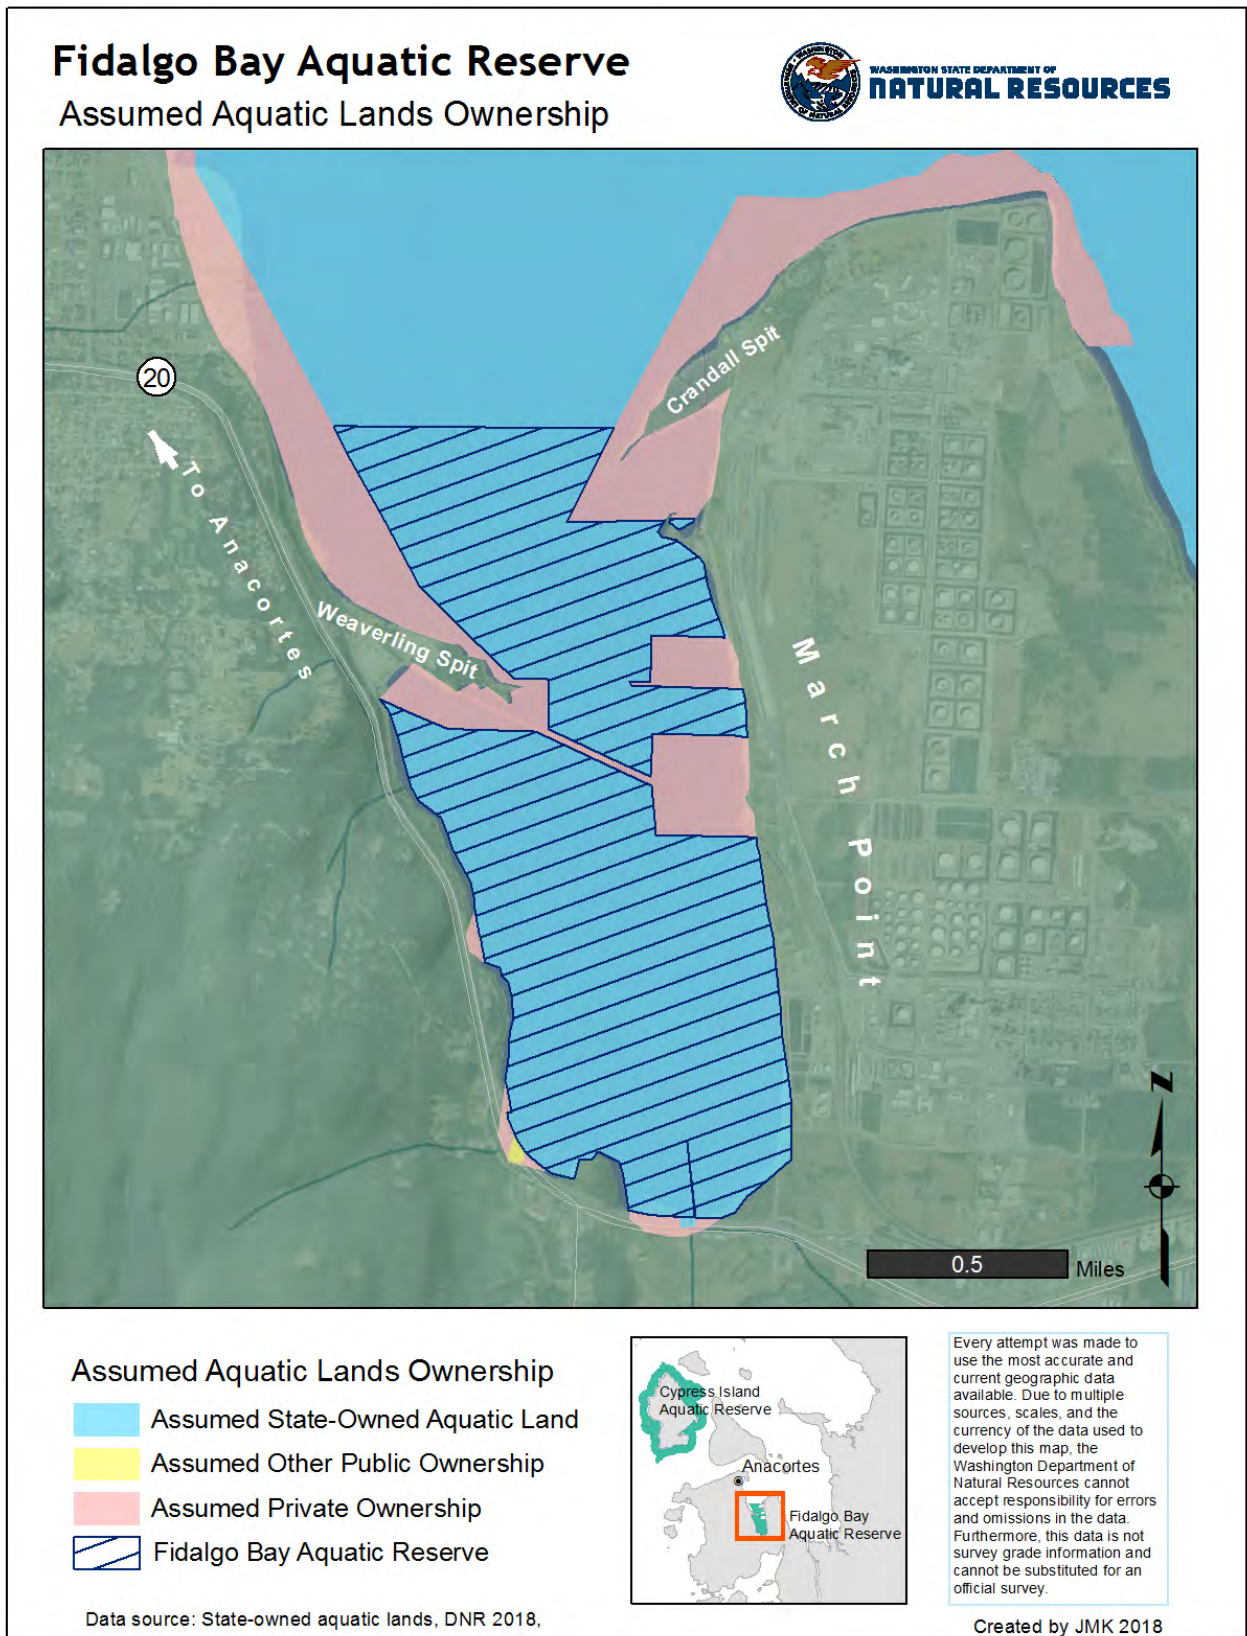 Fidalgo Bay Aquatic Reserve
Assumed Aquatic Lands Ownership
WASHINGTON STATE DEPARTMENT OF
NATURAL RESOURCES
20
To Anacortes
Crandall Spit
Weaverling Spit
March Point
N
0.5
Miles
Assumed Aquatic Lands Ownership
Assumed State-Owned Aquatic Land
Assumed Other Public Ownership
Assumed Private Ownership
Fidalgo Bay Aquatic Reserve
Data source: State-owned aquatic lands, DNR 2018,
Cypress Island
Aquatic Reserve
Anacortes
Fidalgo Bay
Aquatic Reserve
Every attempt was made to
use the most accurate and
current geographic data
available. Due to multiple
sources, scales, and the
currency of the data used to
develop this map, the
Washington Department of
Natural Resources cannot
accept responsibility for errors
and omissions in the data.
Furthermore, this data is not
survey grade information and
cannot be substituted for an
official survey.
Created by JMK 2018